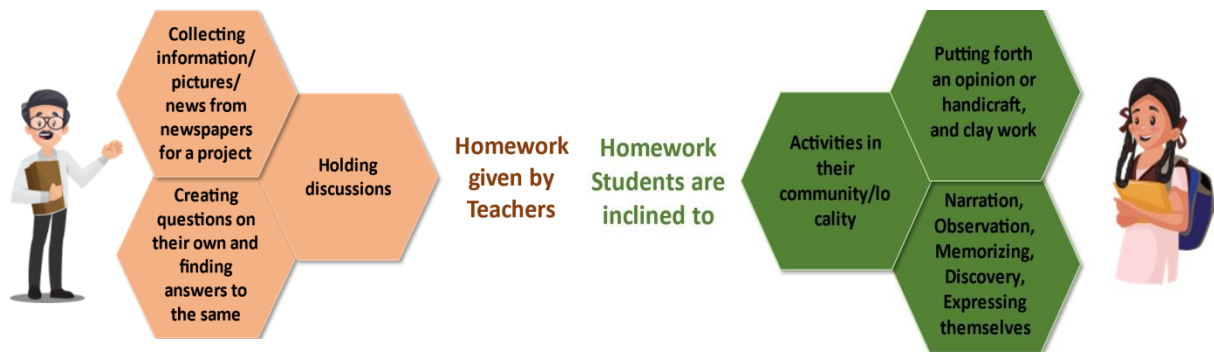 Collecting
information/
pictures/
news from
newspapers
for a project
Creating
questions on
their own and
finding
answers to
the same
Holding
discussions
Homework
given by
Teachers
Homework
Students are
inclined to
Activities in
their
community/lo
cality
Putting forth
an opinion or
handicraft,
and clay work
Narration,
Observation,
Memorizing,
Discovery,
Expressing
themselves